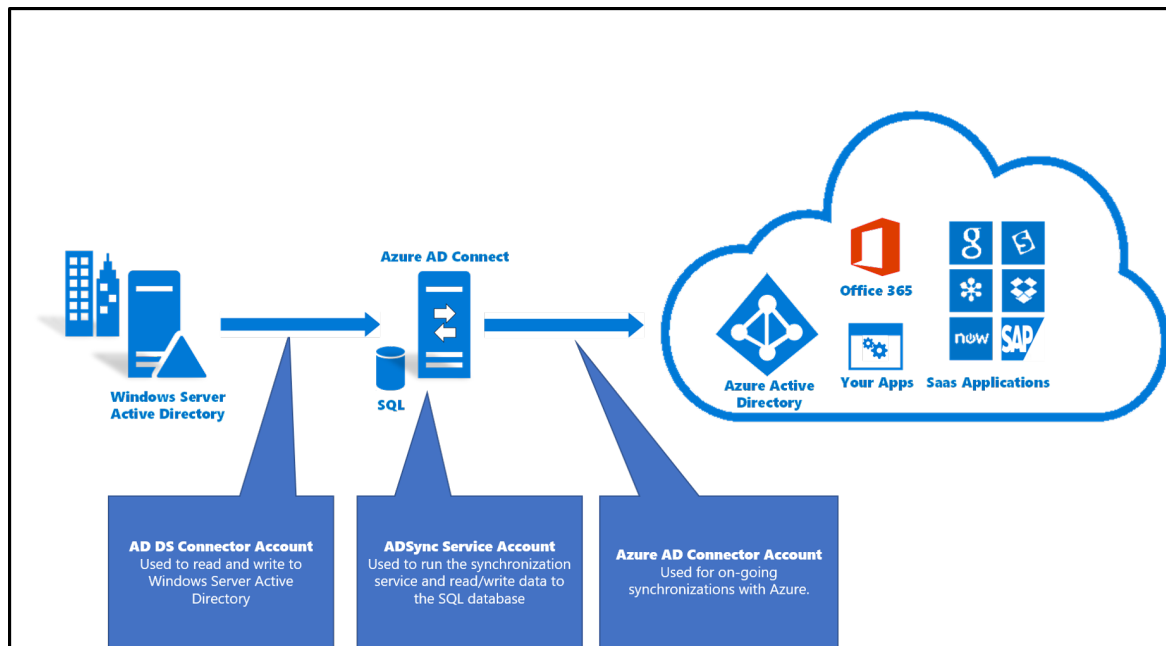 Azure AD Connect
Windows Server
Active Directory
SQL
Office 365
Azure Active
Directory
Your Apps
Saas Applications
g
now
SAP
AD DS Connector Account
Used to read and write to
Windows Server Active
Directory
ADSync Service Account
Used to run the synchronization
service and read/write data to
the SQL database
Azure AD Connector Account
Used for on-going
synchronizations with Azure.